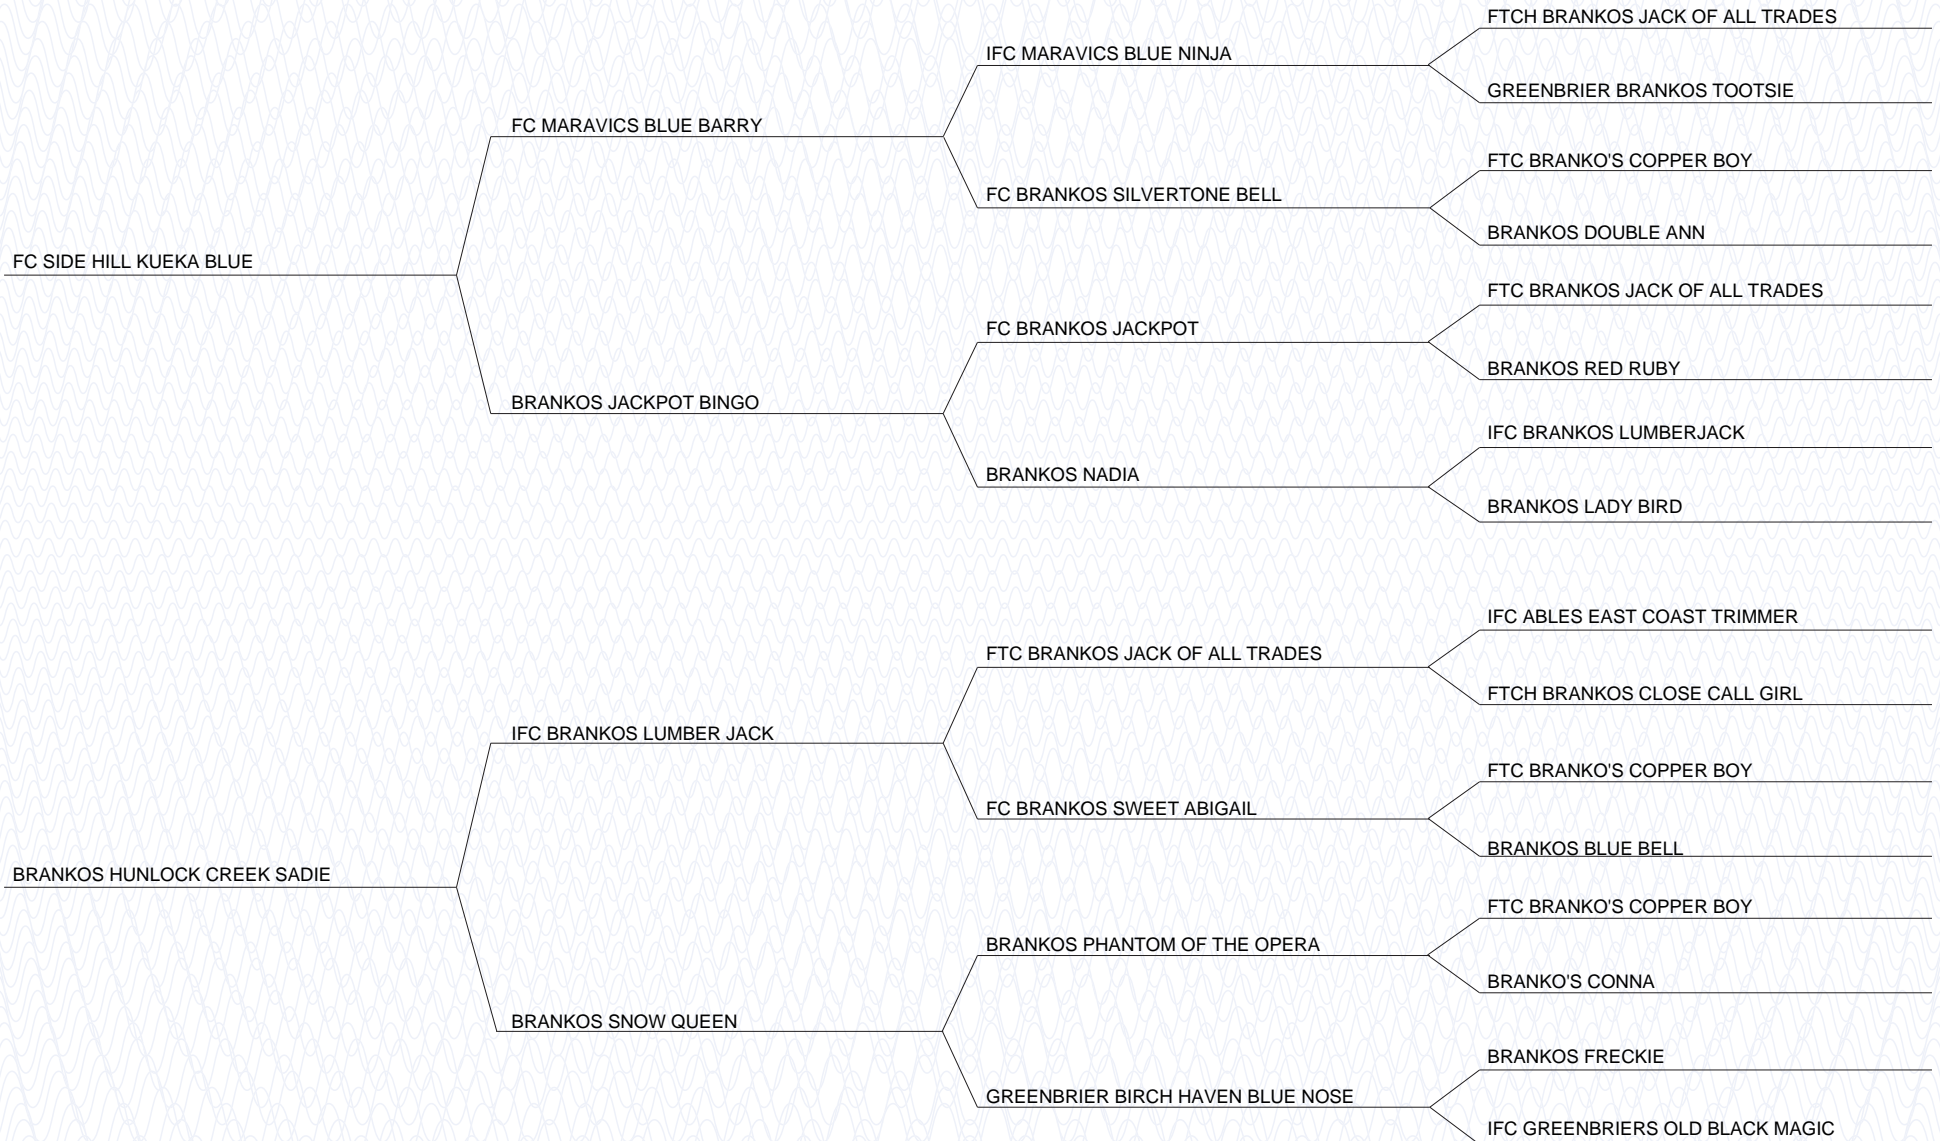 FTCH BRANKOS JACK OF ALL TRADES
IFC MARAVICS BLUE NINJA
GREENBRIER BRANKOS TOOTSIE
FC MARAVICS BLUE BARRY
FTC BRANKO'S COPPER BOY
FC BRANKOS SILVERTONE BELL
BRANKOS DOUBLE ANN
FC SIDE HILL KUEKA BLUE
FTC BRANKOS JACK OF ALL TRADES
FC BRANKOS JACKPOT
BRANKOS RED RUBY
BRANKOS JACKPOT BINGO
IFC BRANKOS LUMBERJACK
BRANKOS NADIA
BRANKOS LADY BIRD
IFC ABLES EAST COAST TRIMMER
FTC BRANKOS JACK OF ALL TRADES
FTCH BRANKOS CLOSE CALL GIRL
IFC BRANKOS LUMBER JACK
FTC BRANKO'S COPPER BOY
FC BRANKOS SWEET ABIGAIL
BRANKOS BLUE BELL
BRANKOS HUNLOCK CREEK SADIE
FTC BRANKO'S COPPER BOY
BRANKOS PHANTOM OF THE OPERA
BRANKO'S CONNA
BRANKOS SNOW QUEEN
BRANKOS FRECKIE
GREENBRIER BIRCH HAVEN BLUE NOSE
IFC GREENBRIERS OLD BLACK MAGIC